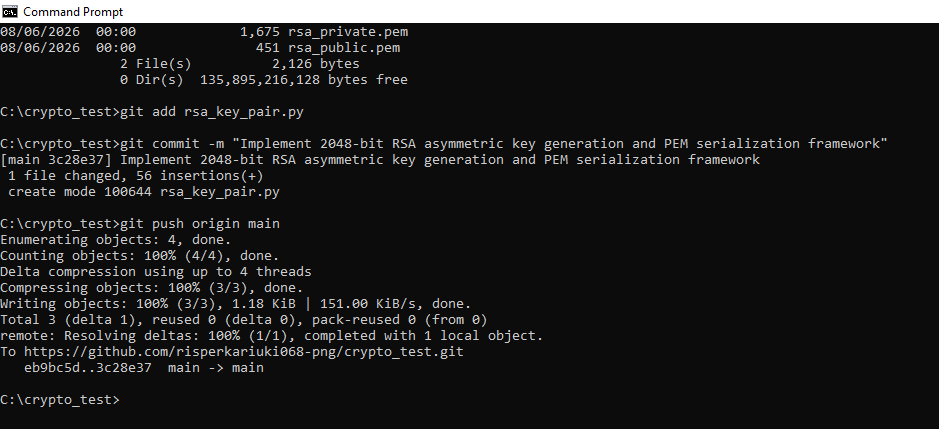 Command Prompt
08/06/2026  00:00             1,675 rsa_private.pem
08/06/2026  00:00               451 rsa_public.pem
               2 File(s)          2,126 bytes
               0 Dir(s)  135,895,216,128 bytes free
C:\crypto_test>git add rsa_key_pair.py
C:\crypto_test>git commit -m "Implement 2048-bit RSA asymmetric key generation and PEM serialization framework"
[main 3c28e37] Implement 2048-bit RSA asymmetric key generation and PEM serialization framework
 1 file changed, 56 insertions(+)
 create mode 100644 rsa_key_pair.py
C:\crypto_test>git push origin main
Enumerating objects: 4, done.
Counting objects: 100% (4/4), done.
Delta compression using up to 4 threads
Compressing objects: 100% (3/3), done.
Writing objects: 100% (3/3), 1.18 KiB | 151.00 KiB/s, done.
Total 3 (delta 1), reused 0 (delta 0), pack-reused 0 (from 0)
remote: Resolving deltas: 100% (1/1), completed with 1 local object.
To https://github.com/risperkariuki068-png/crypto_test.git
   eb9bc5d..3c28e37  main -> main
C:\crypto_test>